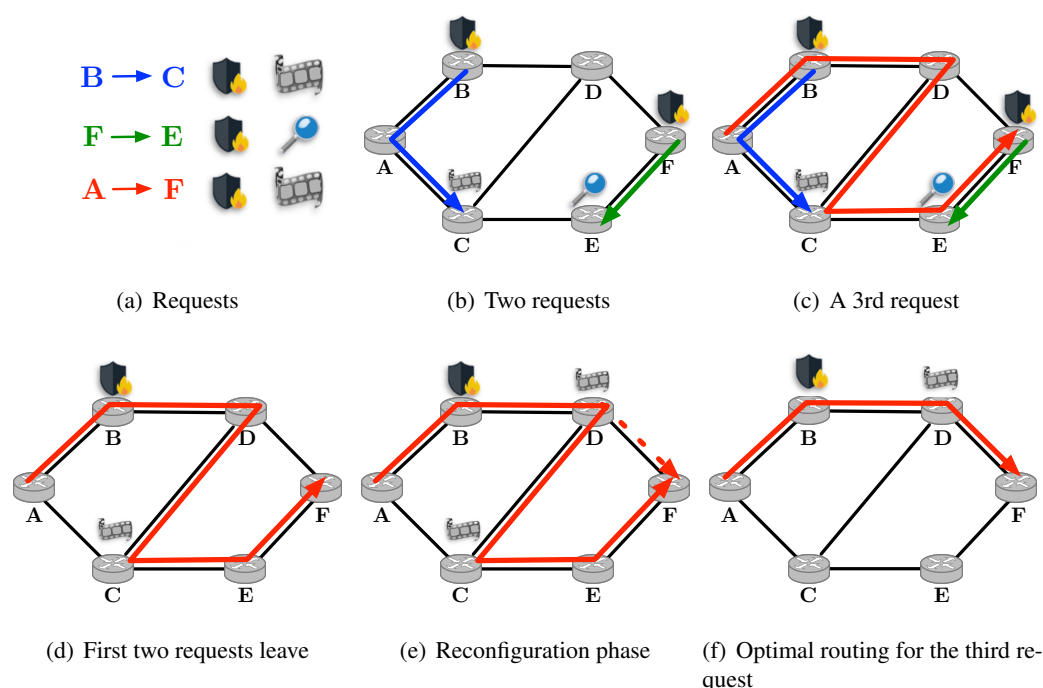 B C
F E
A F
(a) Requests
B
D
A
F
C
E
(b) Two requests
B
D
A
F
C
E
(c) A 3rd request
B
D
A
F
C
E
(d) First two requests leave
B
D
A
F
C
E
(e) Reconfiguration phase
B
D
A
F
C
E
(f) Optimal routing for the third re-
quest